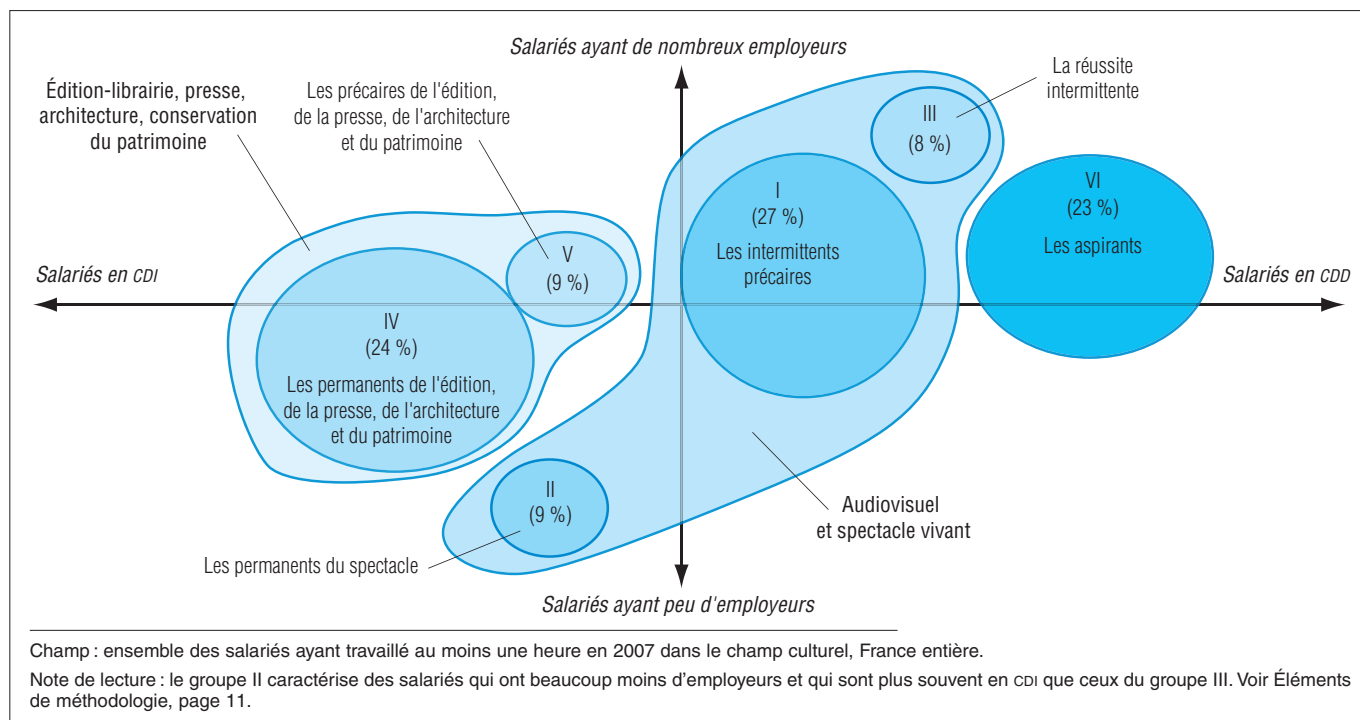 Salariés ayant de nombreux employeurs
Édition-librairie, presse,
architecture, conservation
du patrimoine
Les précaires de l'édition,
de la presse, de l'architecture
et du patrimoine
La réussite
intermittente
III
(8 %)
I
(27 %)
Les intermittents
précaires
VI
(23 %)
Les aspirants
V
(9 %)
Salariés en CDI
Salariés en CDD
IV
(24 %)
Les permanents de l'édition,
de la presse, de l'architecture
et du patrimoine
II
(9 %)
Les permanents du spectacle
Audiovisuel
et spectacle vivant
Salariés ayant peu d'employeurs
Champ : ensemble des salariés ayant travaillé au moins une heure en 2007 dans le champ culturel, France entière.
Note de lecture : le groupe II caractérise des salariés qui ont beaucoup moins d'employeurs et qui sont plus souvent en CDI que ceux du groupe III. Voir Éléments
de méthodologie, page 11.